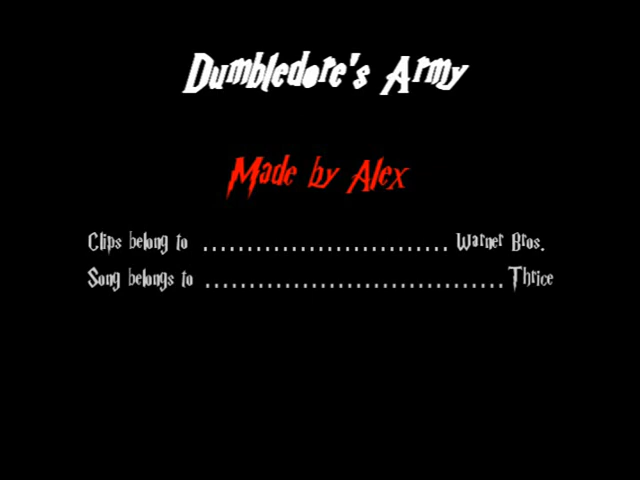 Dumbledore's Army
Made by Alex
Clips belong to ............................ Warner Bros.
Song belongs to .................................. Thrice